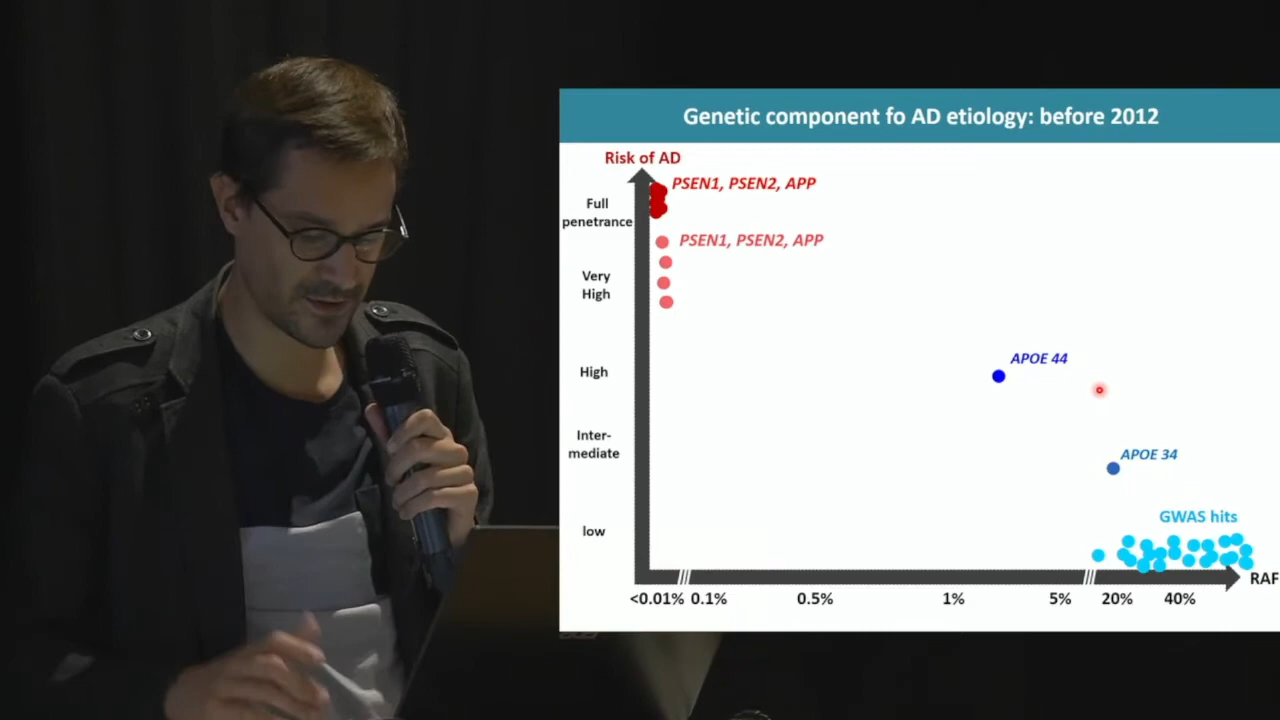 Genetic component fo AD etiology: before 2012
Risk of AD
PSEN1, PSEN2, APP
Full
penetrance
PSEN1, PSEN2, APP
Very
High
APOE 44
High
Inter-
mediate
APOE 34
GWAS hits
low
RAF
<0.01% 0.1% 0.5% 1% 5% 20% 40%